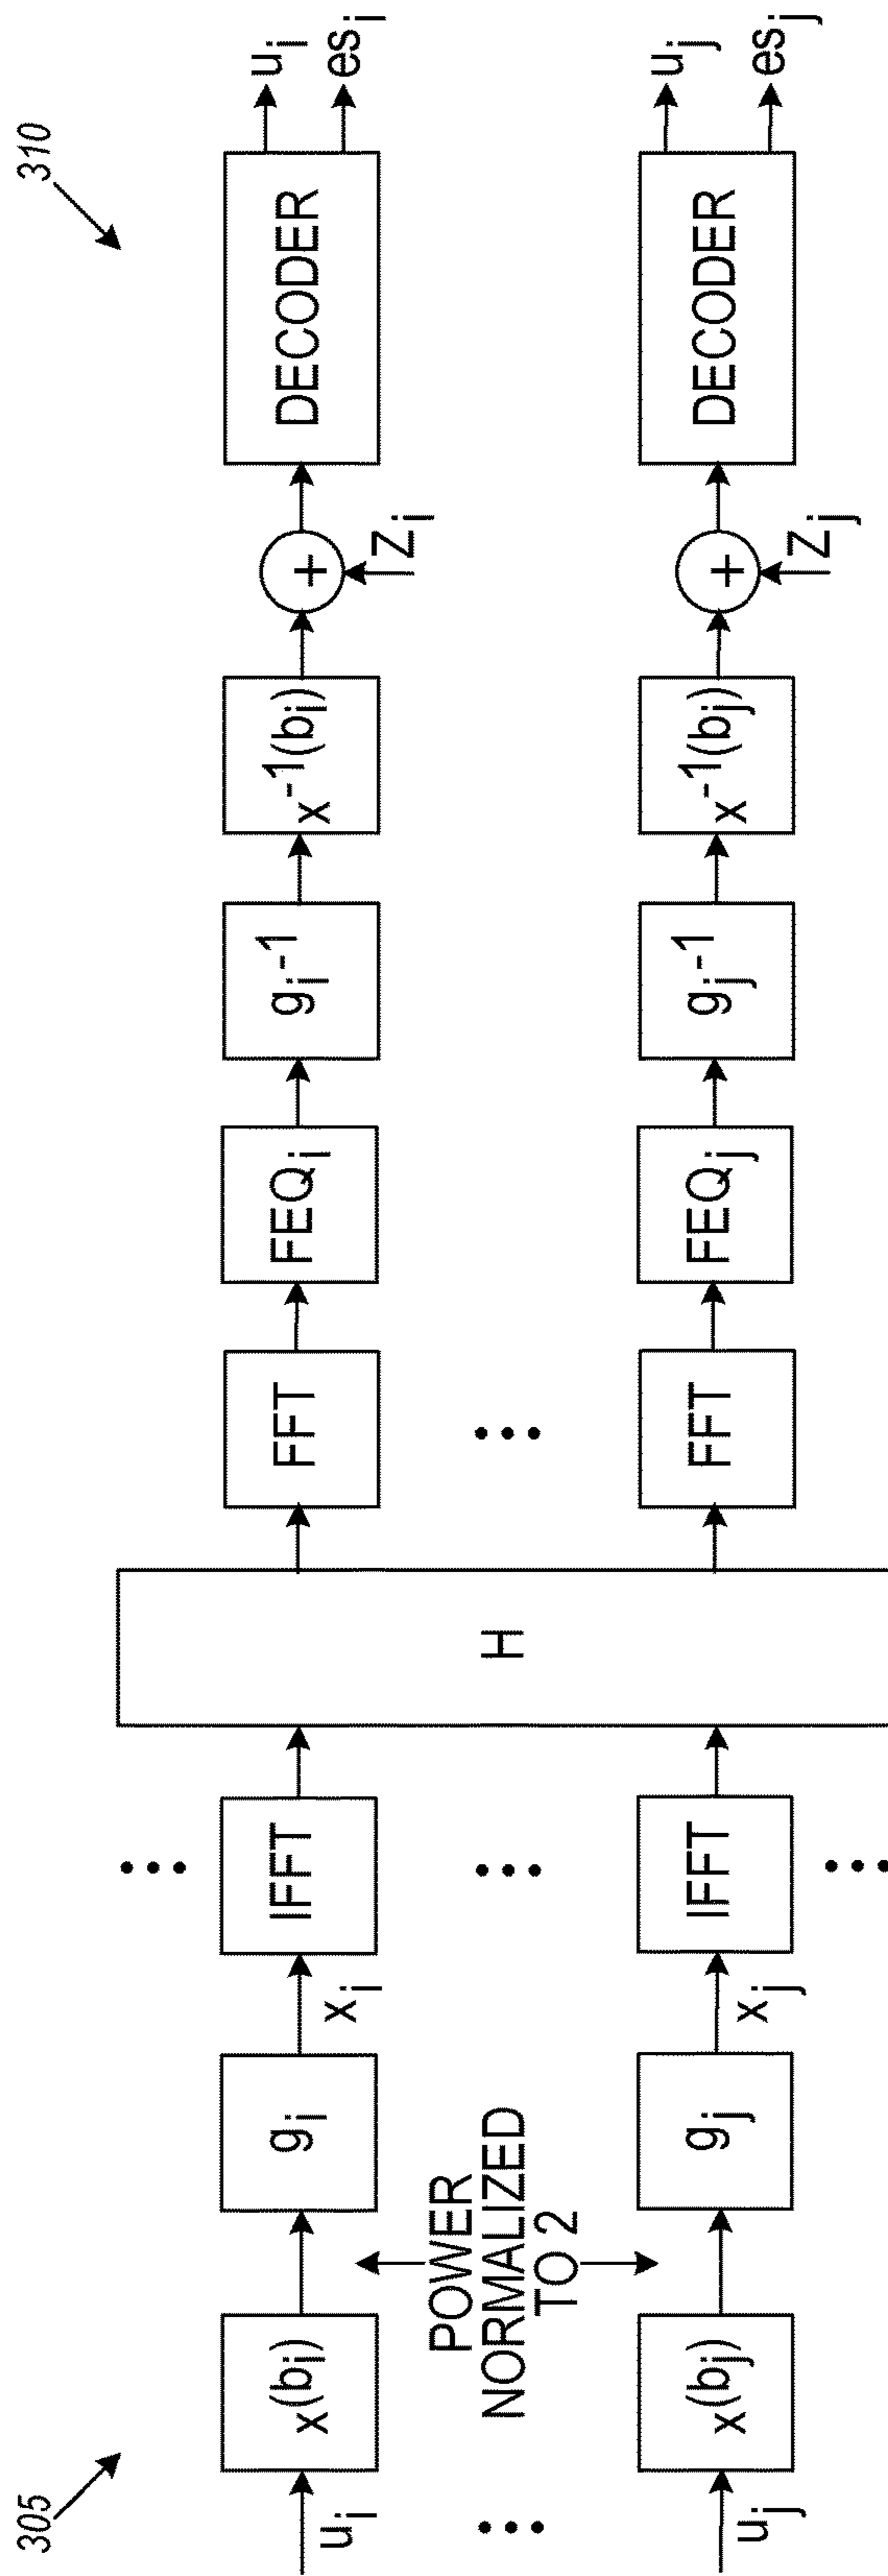 305
310
u_i
x(b_i)
g_i
x_i
IFFT
H
FFT
FEQ_i
g_i^-1
x^-1(b_i)
+
Z_i
DECODER
u_i
es_i
POWER
NORMALIZED
TO 2
u_j
x(b_j)
g_j
x_j
IFFT
FFT
FEQ_j
g_j^-1
x^-1(b_j)
+
Z_j
DECODER
u_j
es_j